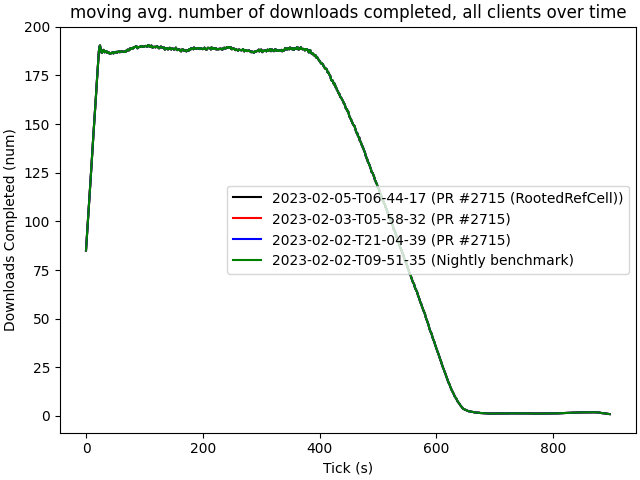 moving avg. number of downloads completed, all clients over time
Downloads Completed (num)
200
175
150
125
100
75
50
25
0
2023-02-05-T06-44-17 (PR #2715 (RootedRefCell))
2023-02-03-T05-58-32 (PR #2715)
2023-02-02-T21-04-39 (PR #2715)
2023-02-02-T09-51-35 (Nightly benchmark)
0 200 400 600 800
Tick (s)